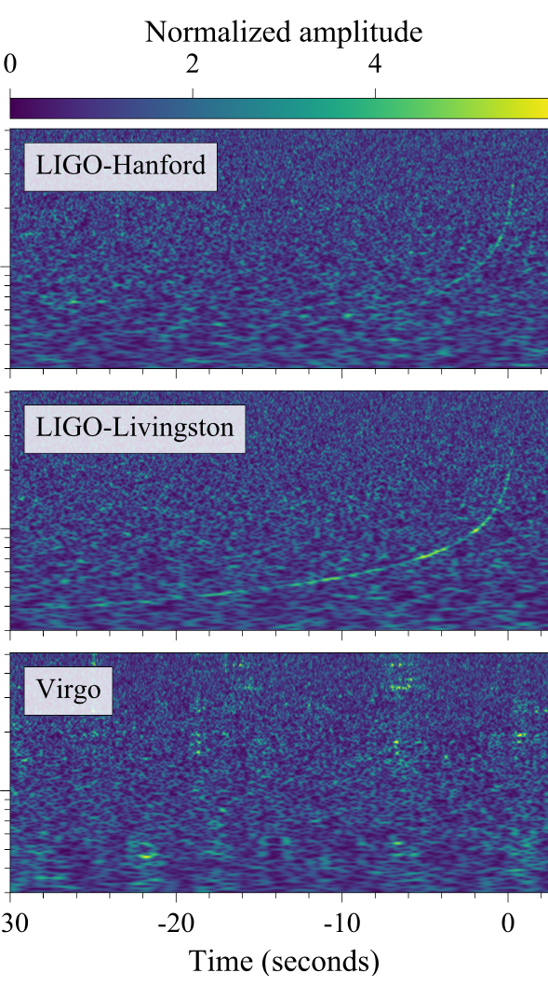 Normalized amplitude
0 2 4
LIGO-Hanford
LIGO-Livingston
Virgo
30 -20 -10 0
Time (seconds)